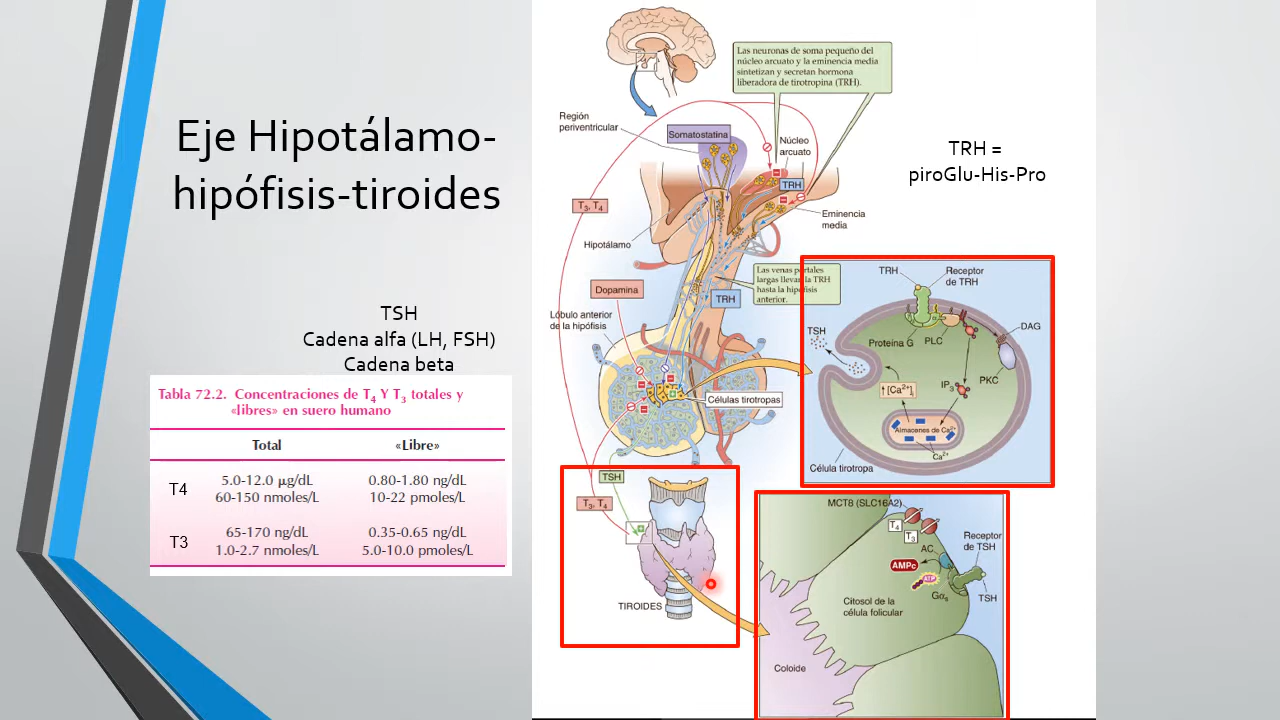 Eje Hipotálamo-
hipófisis-tiroides
TSH
Cadena alfa (LH, FSH)
Cadena beta
Tabla 72.2. Concentraciones de T4 Y T3 totales y
«libres» en suero humano
Total «Libre»
T4 5.0-12.0 µg/dL 0.80-1.80 ng/dL
60-150 nmoles/L 10-22 pmoles/L
T3 65-170 ng/dL 0.35-0.65 ng/dL
1.0-2.7 nmoles/L 5.0-10.0 pmoles/L
Las neuronas de soma pequeño del
núcleo arcuato y la eminencia media
sintetizan y secretan hormona
liberadora de tirotropina (TRH).
Región
periventricular
Somatostatina
Núcleo
arcuato
TRH
T3, T4
Eminencia
media
Hipotálamo
Las venas portales
largas llevan la TRH
hasta la hipófisis
anterior.
Dopamina
TRH
Lóbulo anterior
de la hipófisis
Células tirotropas
TSH
T3, T4
TIROIDES
TRH =
piroGlu-His-Pro
TRH
Receptor
de TRH
TSH
Proteína G
PLC
DAG
PKC
IP3
↑ [Ca2+]i
Almacenes de Ca2+
Ca2+
Célula tirotropa
MCT8 (SLC16A2)
T4
T3
Receptor
de TSH
AC
AMPc
ATP
Gαs
TSH
Citosol de la
célula folicular
Coloide